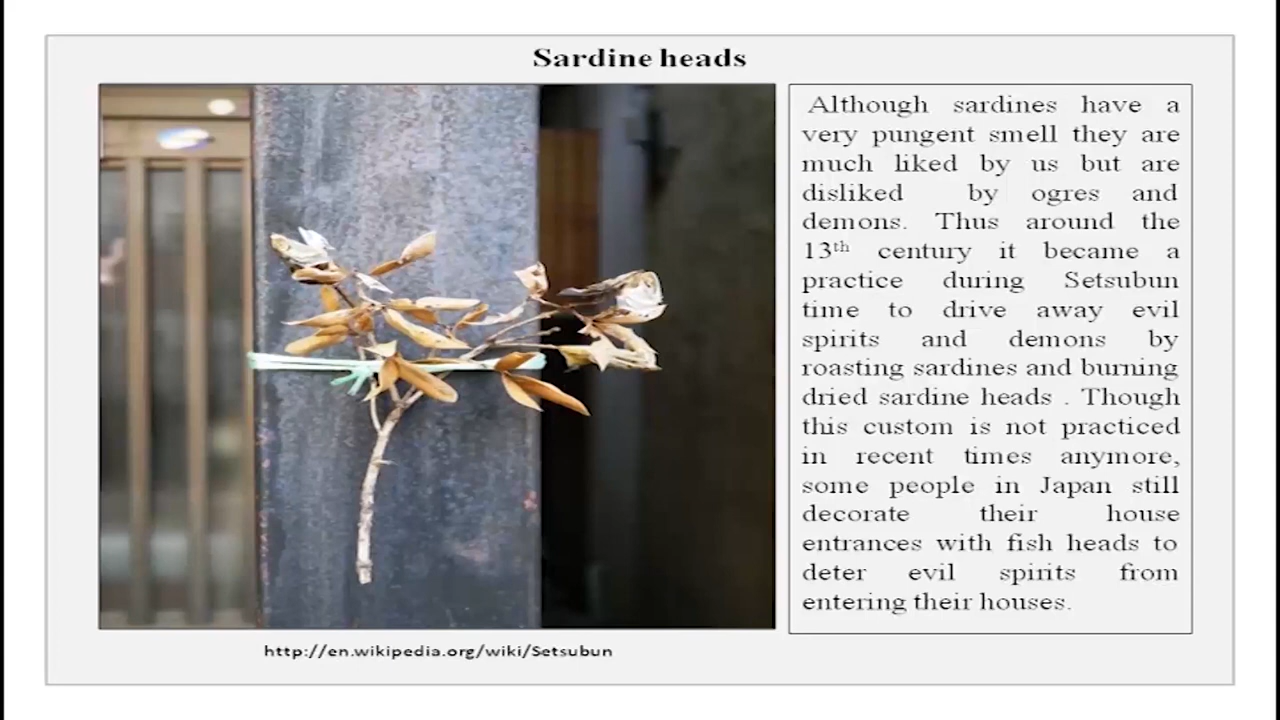 Sardine heads
Although sardines have a
very pungent smell they are
much liked by us but are
disliked by ogres and
demons. Thus around the
13th century it became a
practice during Setsubun
time to drive away evil
spirits and demons by
roasting sardines and burning
dried sardine heads . Though
this custom is not practiced
in recent times anymore,
some people in Japan still
decorate their house
entrances with fish heads to
deter evil spirits from
entering their houses.
http://en.wikipedia.org/wiki/Setsubun